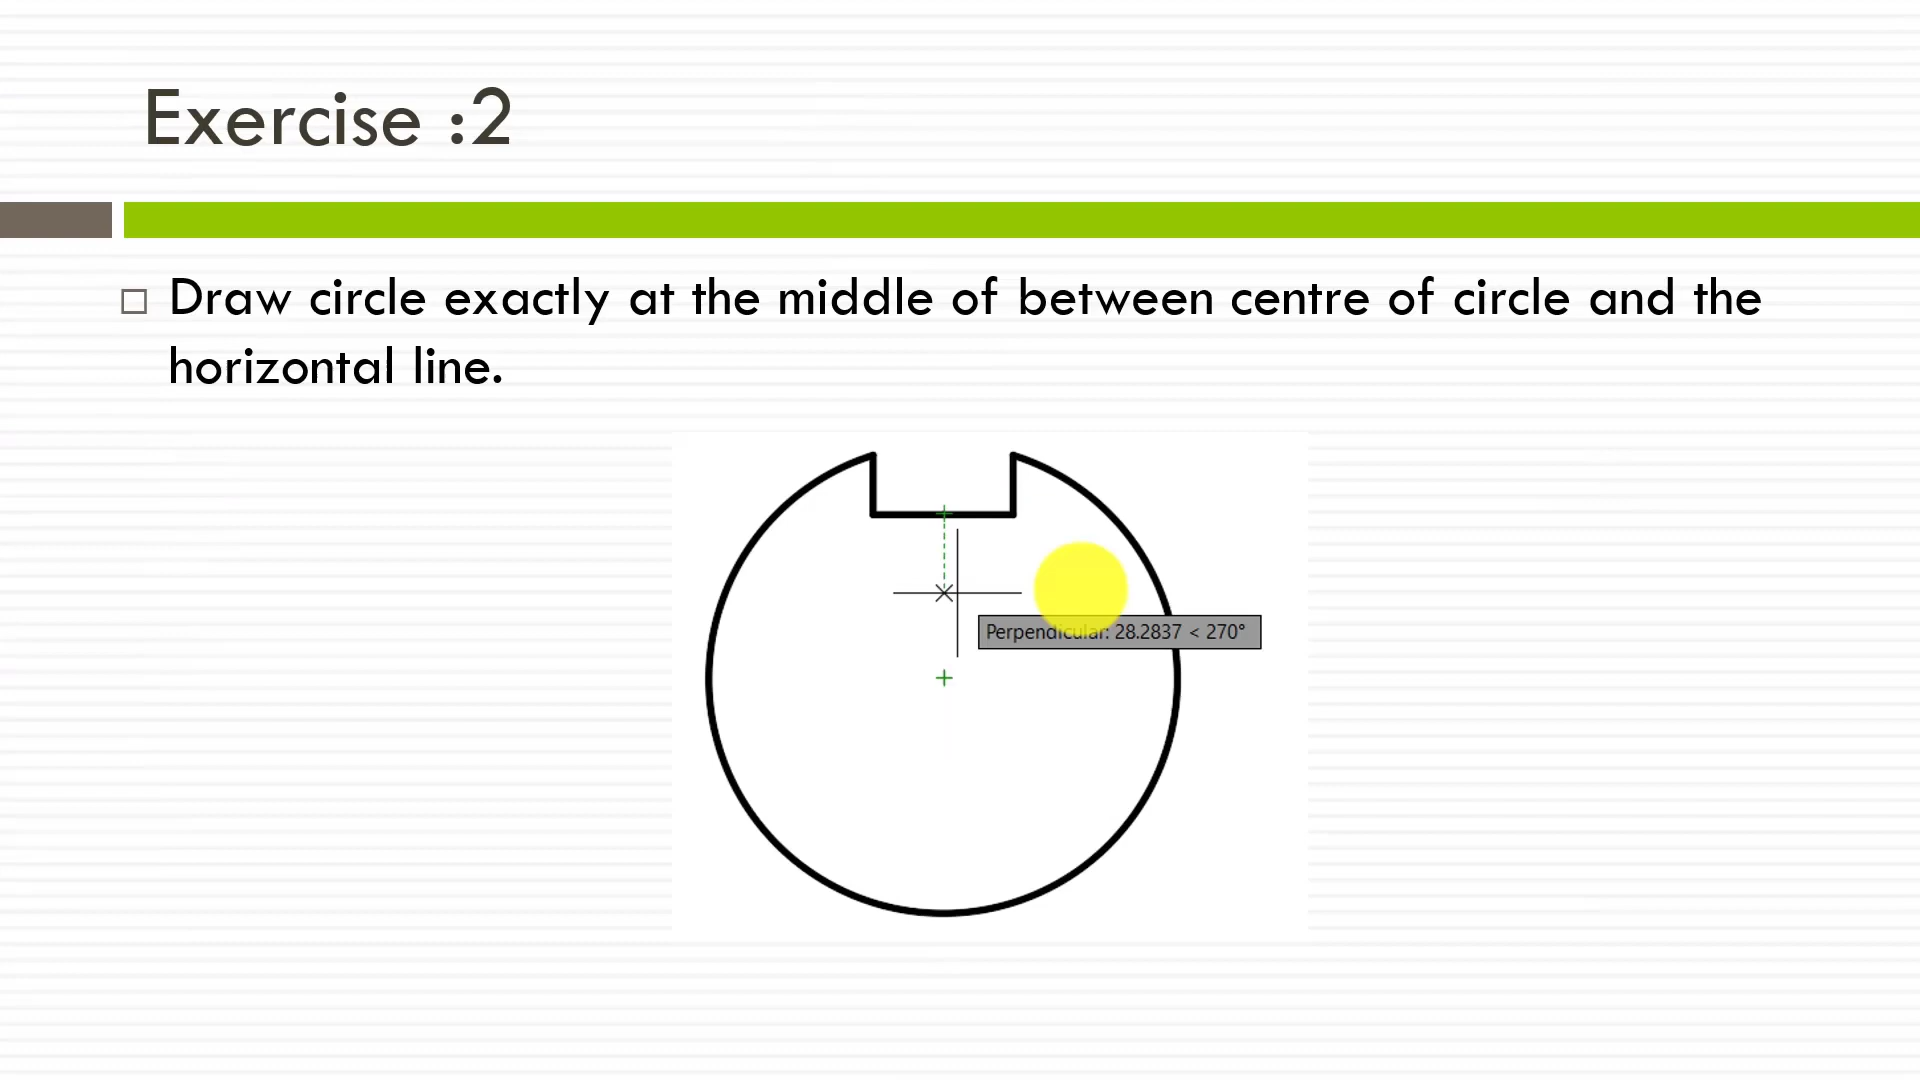 Exercise :2
Draw circle exactly at the middle of between centre of circle and the
horizontal line.
Perpendicular: 28.2837 < 270°